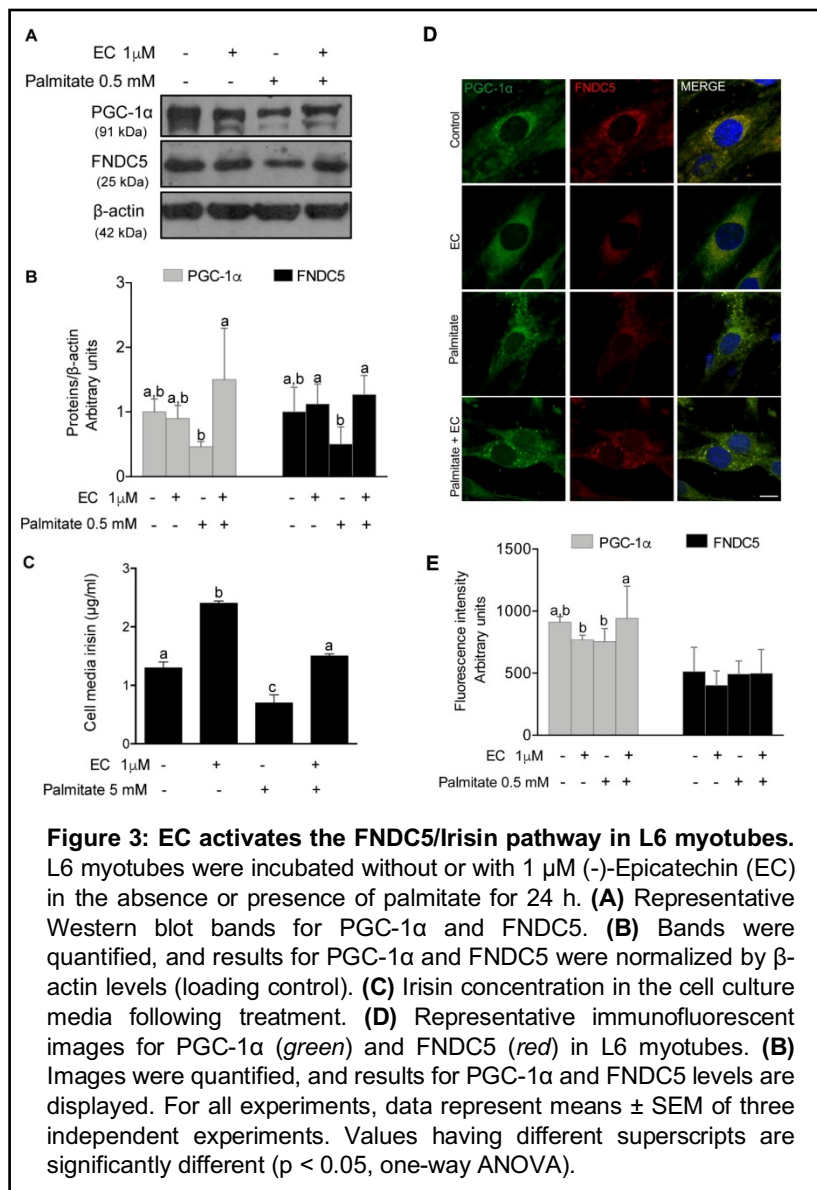 A
EC 1µM - + - +
Palmitate 0.5 mM - - + +
PGC-1α
(91 kDa)
FNDC5
(25 kDa)
β-actin
(42 kDa)
B
PGC-1α FNDC5
Proteins/β-actin
Arbitrary units
3
2
1
0
a,b a,b b a a,b a b a
EC 1µM - + - + - + - +
Palmitate 0.5 mM - - + + - - + +
C
Cell media irisin (µg/ml)
3
2
1
0
a b c a
EC 1µM - + - +
Palmitate 5 mM - - + +
D
PGC-1α FNDC5 MERGE
Control
EC
Palmitate
Palmitate + EC
E
PGC-1α FNDC5
Fluorescence intensity
Arbitrary units
1500
1000
500
0
a,b b b a
EC 1µM - + - + - + - +
Palmitate 0.5 mM - - + + - - + +
Figure 3: EC activates the FNDC5/Irisin pathway in L6 myotubes.
L6 myotubes were incubated without or with 1 µM (-)-Epicatechin (EC)
in the absence or presence of palmitate for 24 h. (A) Representative
Western blot bands for PGC-1α and FNDC5. (B) Bands were
quantified, and results for PGC-1α and FNDC5 were normalized by β-
actin levels (loading control). (C) Irisin concentration in the cell culture
media following treatment. (D) Representative immunofluorescent
images for PGC-1α (green) and FNDC5 (red) in L6 myotubes. (B)
Images were quantified, and results for PGC-1α and FNDC5 levels are
displayed. For all experiments, data represent means ± SEM of three
independent experiments. Values having different superscripts are
significantly different (p < 0.05, one-way ANOVA).